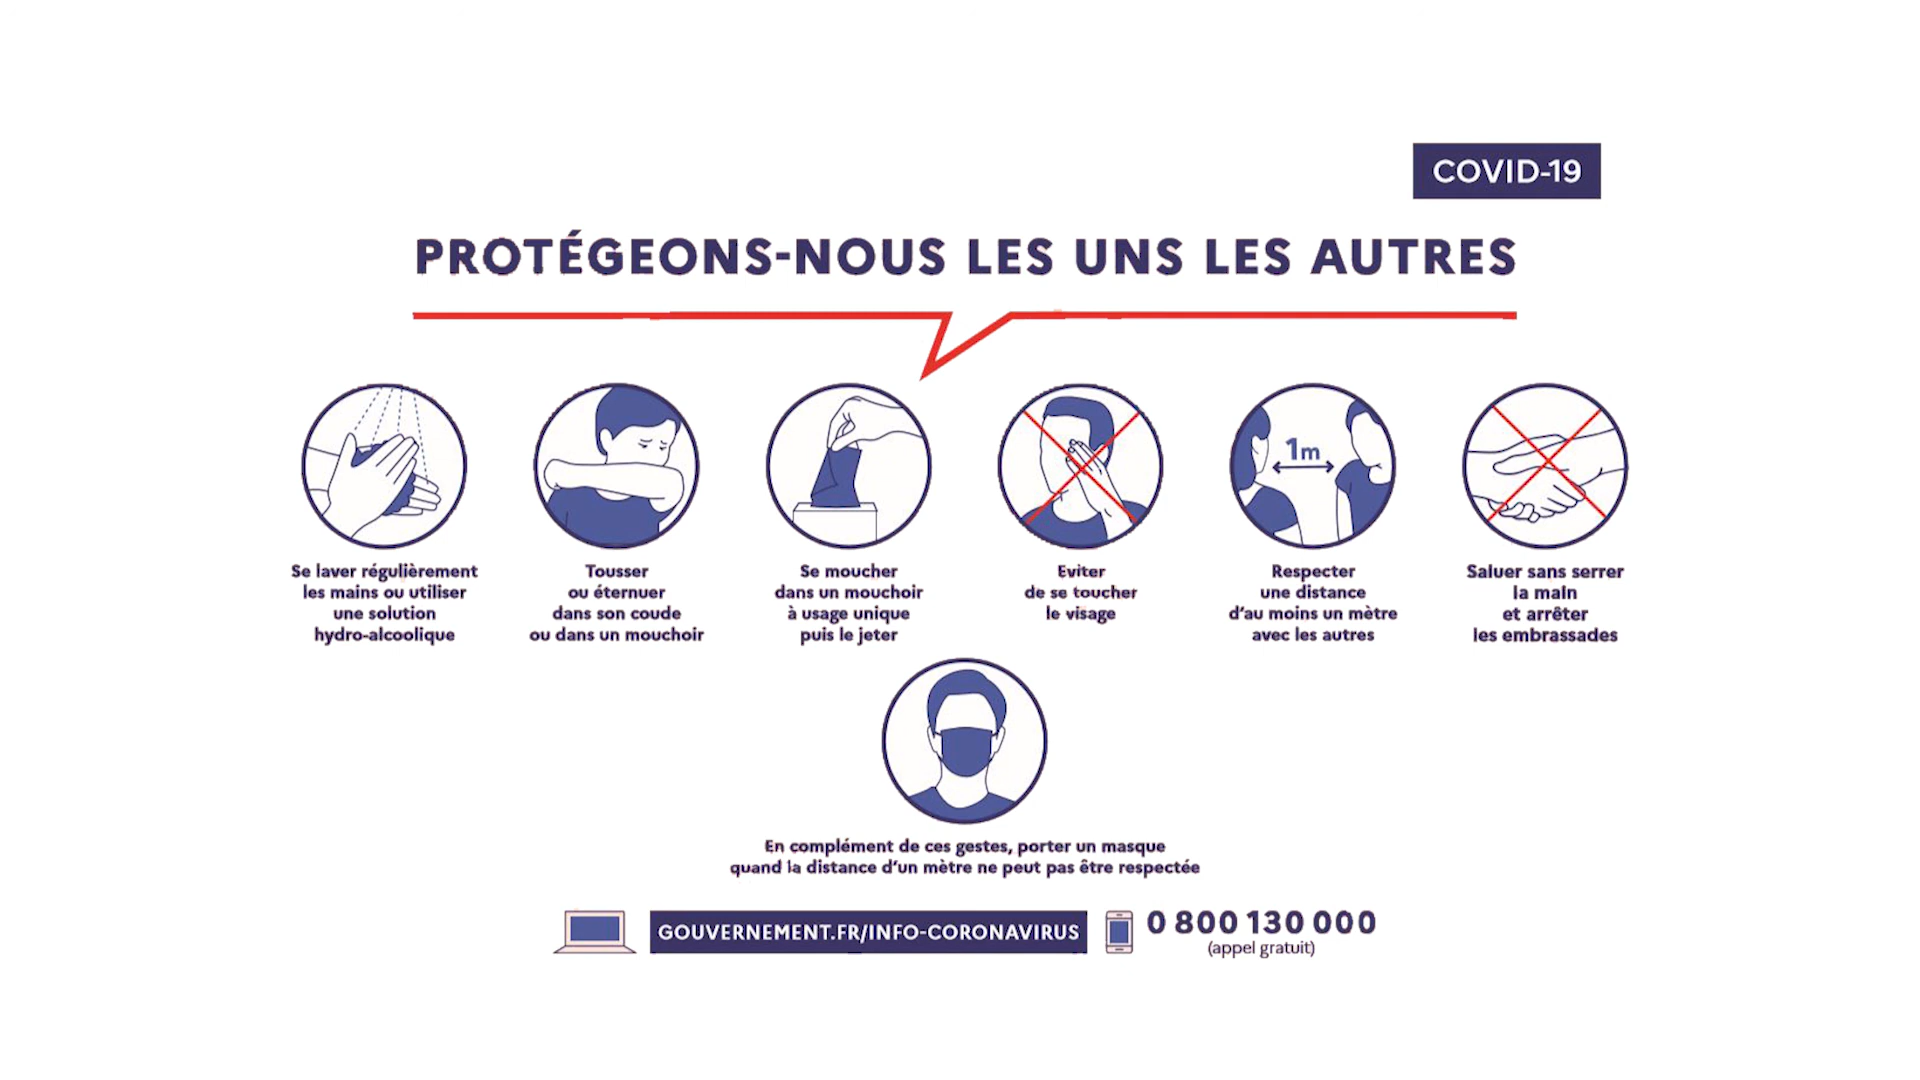 COVID-19
PROTÉGEONS-NOUS LES UNS LES AUTRES
1m
Se laver régulièrement
les mains ou utiliser
une solution
hydro-alcoolique
Tousser
ou éternuer
dans son coude
ou dans un mouchoir
Se moucher
dans un mouchoir
à usage unique
puis le jeter
Eviter
de se toucher
le visage
Respecter
une distance
d'au moins un mètre
avec les autres
Saluer sans serrer
la main
et arrêter
les embrassades
En complément de ces gestes, porter un masque
quand la distance d'un mètre ne peut pas être respectée
GOUVERNEMENT.FR/INFO-CORONAVIRUS
0 800 130 000
(appel gratuit)